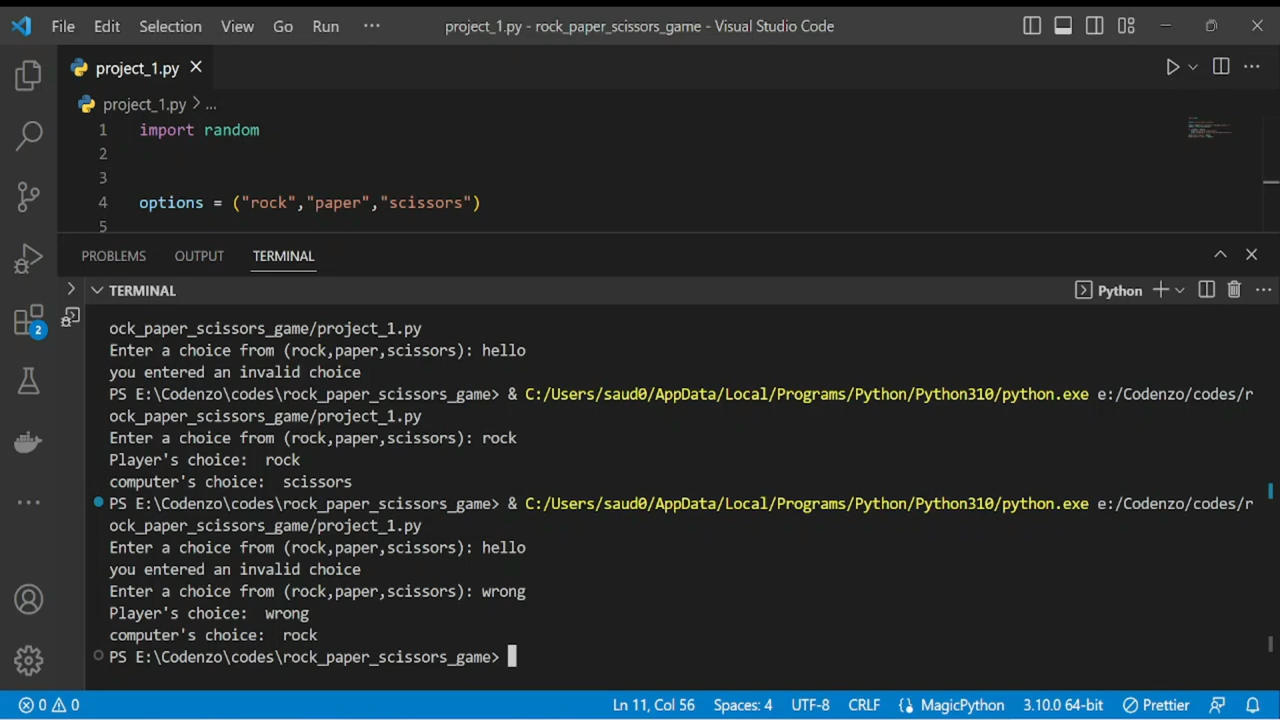 File Edit Selection View Go Run ··· project_1.py - rock_paper_scissors_game - Visual Studio Code
project_1.py
project_1.py > ...
1 import random
2
3
4 options = ("rock","paper","scissors")
5
PROBLEMS OUTPUT TERMINAL
TERMINAL Python
ock_paper_scissors_game/project_1.py
Enter a choice from (rock,paper,scissors): hello
you entered an invalid choice
PS E:\Codenzo\codes\rock_paper_scissors_game> & C:/Users/saud0/AppData/Local/Programs/Python/Python310/python.exe e:/Codenzo/codes/r
ock_paper_scissors_game/project_1.py
Enter a choice from (rock,paper,scissors): rock
Player's choice:  rock
computer's choice:  scissors
PS E:\Codenzo\codes\rock_paper_scissors_game> & C:/Users/saud0/AppData/Local/Programs/Python/Python310/python.exe e:/Codenzo/codes/r
ock_paper_scissors_game/project_1.py
Enter a choice from (rock,paper,scissors): hello
you entered an invalid choice
Enter a choice from (rock,paper,scissors): wrong
Player's choice:  wrong
computer's choice:  rock
PS E:\Codenzo\codes\rock_paper_scissors_game>
2
0 0 Ln 11, Col 56 Spaces: 4 UTF-8 CRLF MagicPython 3.10.0 64-bit Prettier